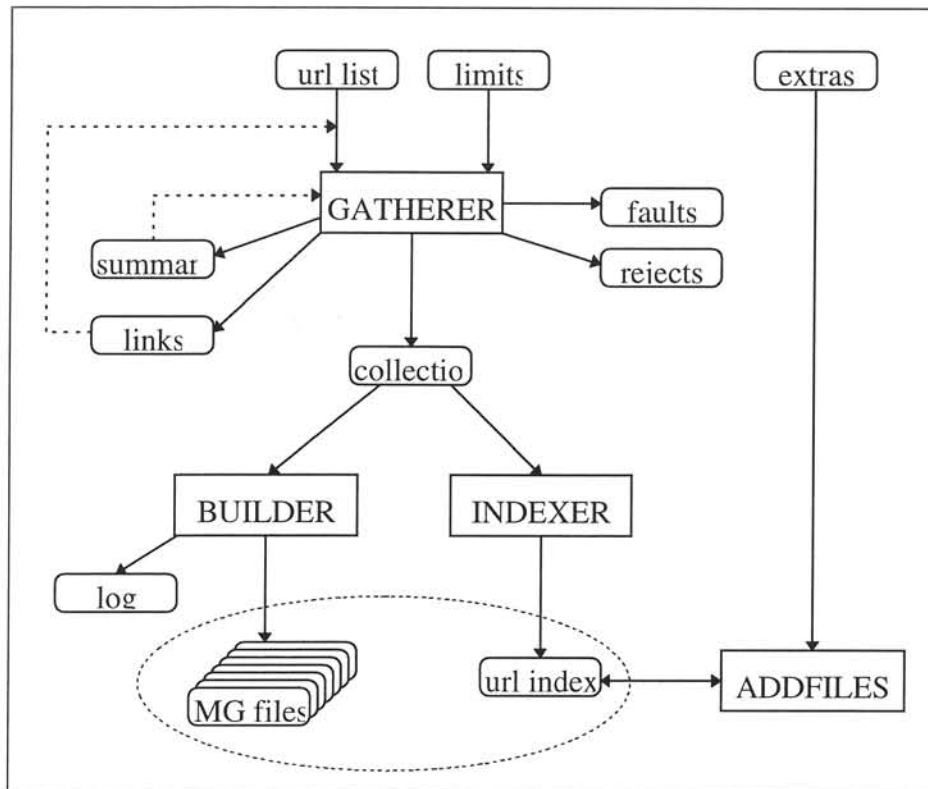 url list
limits
extras
GATHERER
faults
summar
rejects
links
collectio
BUILDER
INDEXER
log
MG files
url index
ADDFILES